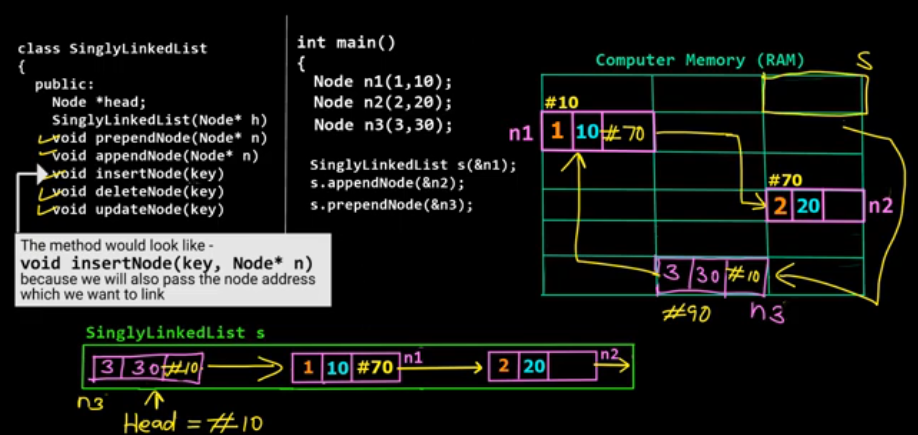 class SinglyLinkedList
{
public:
Node *head;
SinglyLinkedList(Node* h)
void prependNode(Node* n)
void appendNode(Node* n)
void insertNode(key)
void deleteNode(key)
void updateNode(key)
The method would look like -
void insertNode(key, Node* n)
because we will also pass the node address
which we want to link
int main()
{
Node n1(1,10);
Node n2(2,20);
Node n3(3,30);
SinglyLinkedList s(&n1);
s.appendNode(&n2);
s.prependNode(&n3);
Computer Memory (RAM)
S
#10
n1 1 10 #70
#70
2 20 n2
3 30 #10
#90 n3
SinglyLinkedList s
3 30 #10 1 10 #70 n1 2 20 n2
n3
Head = #10